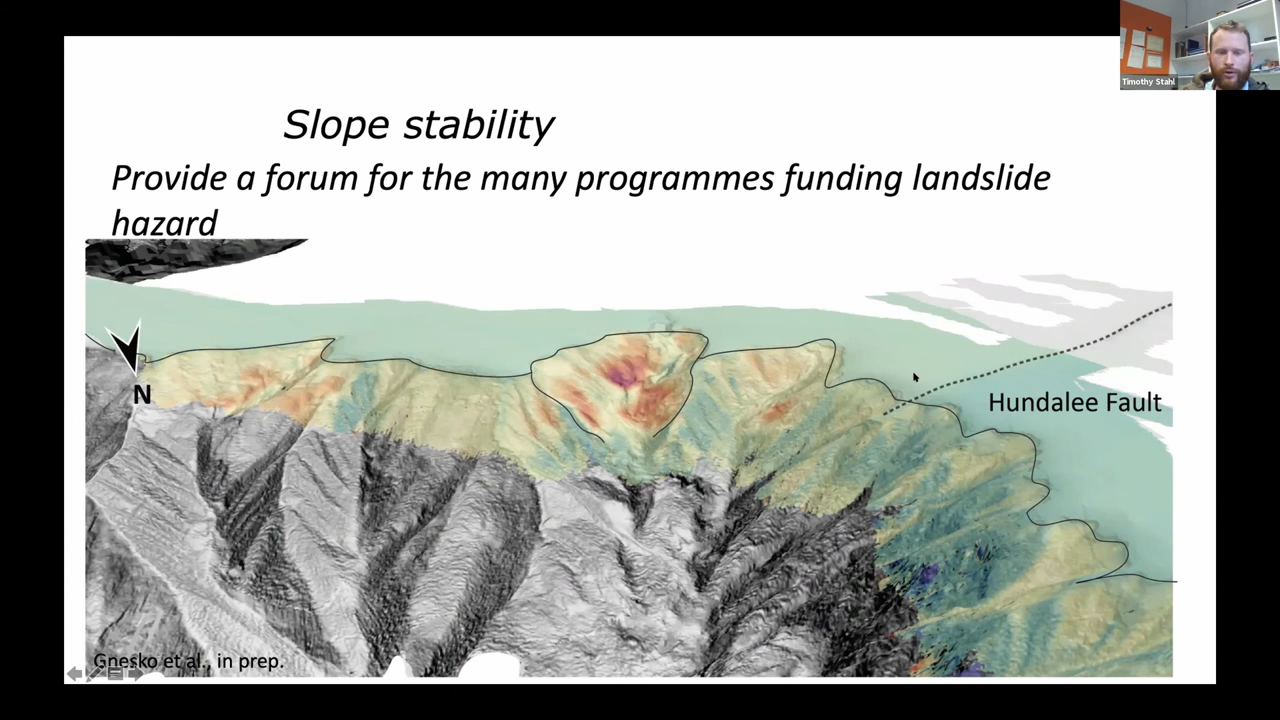 Timothy Stahl
Slope stability
Provide a forum for the many programmes funding landslide
hazard
N
Hundalee Fault
Gnesko et al., in prep.